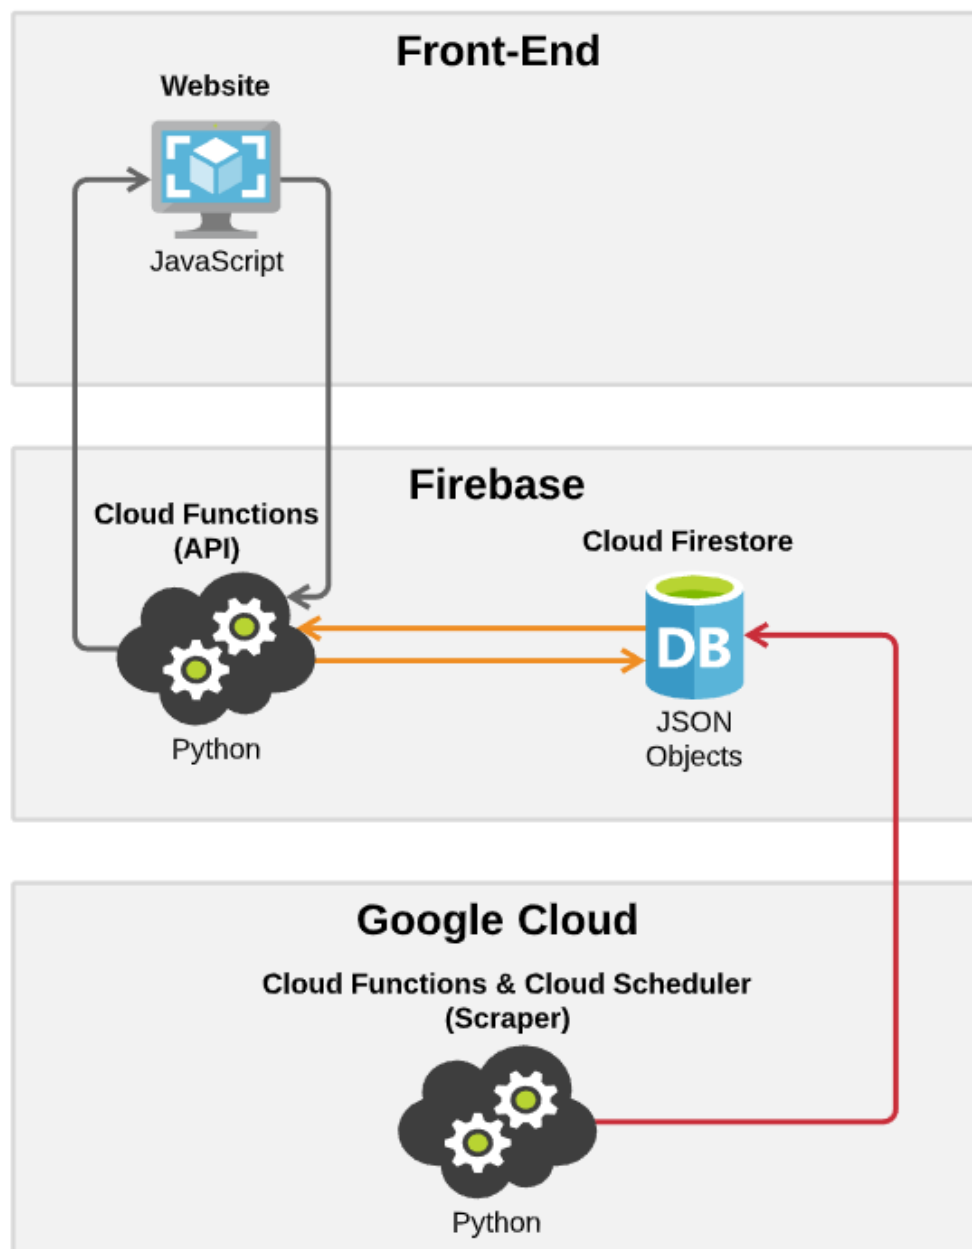 Front-End
Website
JavaScript
Firebase
Cloud Functions
(API)
Python
Cloud Firestore
DB
JSON
Objects
Google Cloud
Cloud Functions & Cloud Scheduler
(Scraper)
Python